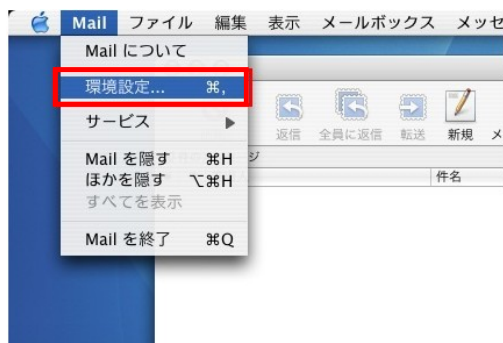 Mail ファイル 編集 表示 メールボックス メッセ
Mail について
環境設定... ⌘,
サービス ▶
Mail を隠す ⌘H
ほかを隠す ⌥⌘H
すべてを表示
Mail を終了 ⌘Q
返信 全員に返信 転送 新規 メ
ジ
件名